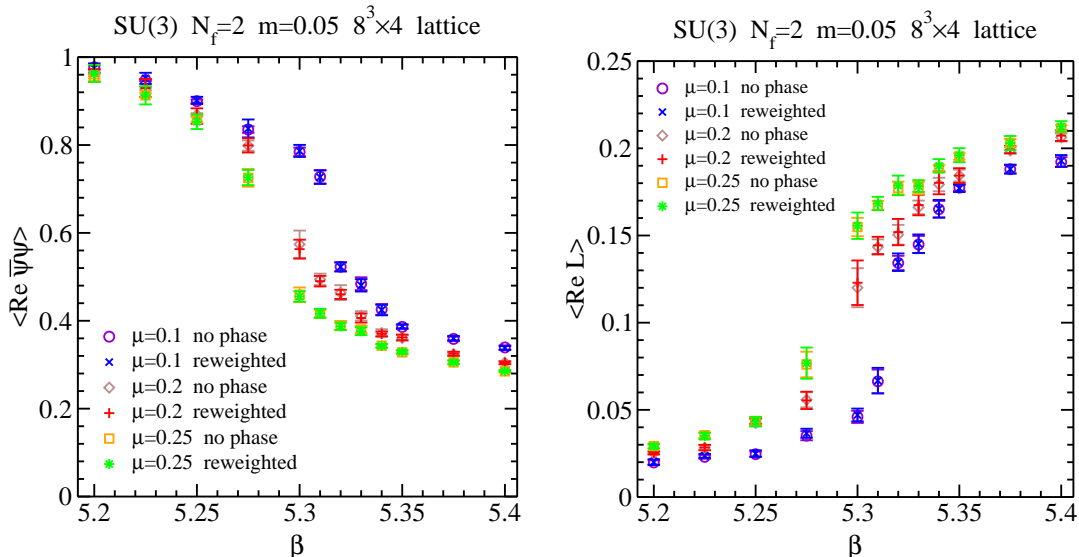 SU(3) N_f=2 m=0.05 8^3×4 lattice
1
0.8
0.6
0.4
0.2
0
<Re ψ̅ψ>
μ=0.1 no phase
μ=0.1 reweighted
μ=0.2 no phase
μ=0.2 reweighted
μ=0.25 no phase
μ=0.25 reweighted
5.2 5.25 5.3 5.35 5.4
β
SU(3) N_f=2 m=0.05 8^3×4 lattice
0.25
0.20
0.15
0.10
0.05
0
<Re L>
μ=0.1 no phase
μ=0.1 reweighted
μ=0.2 no phase
μ=0.2 reweighted
μ=0.25 no phase
μ=0.25 reweighted
5.2 5.25 5.3 5.35 5.4
β